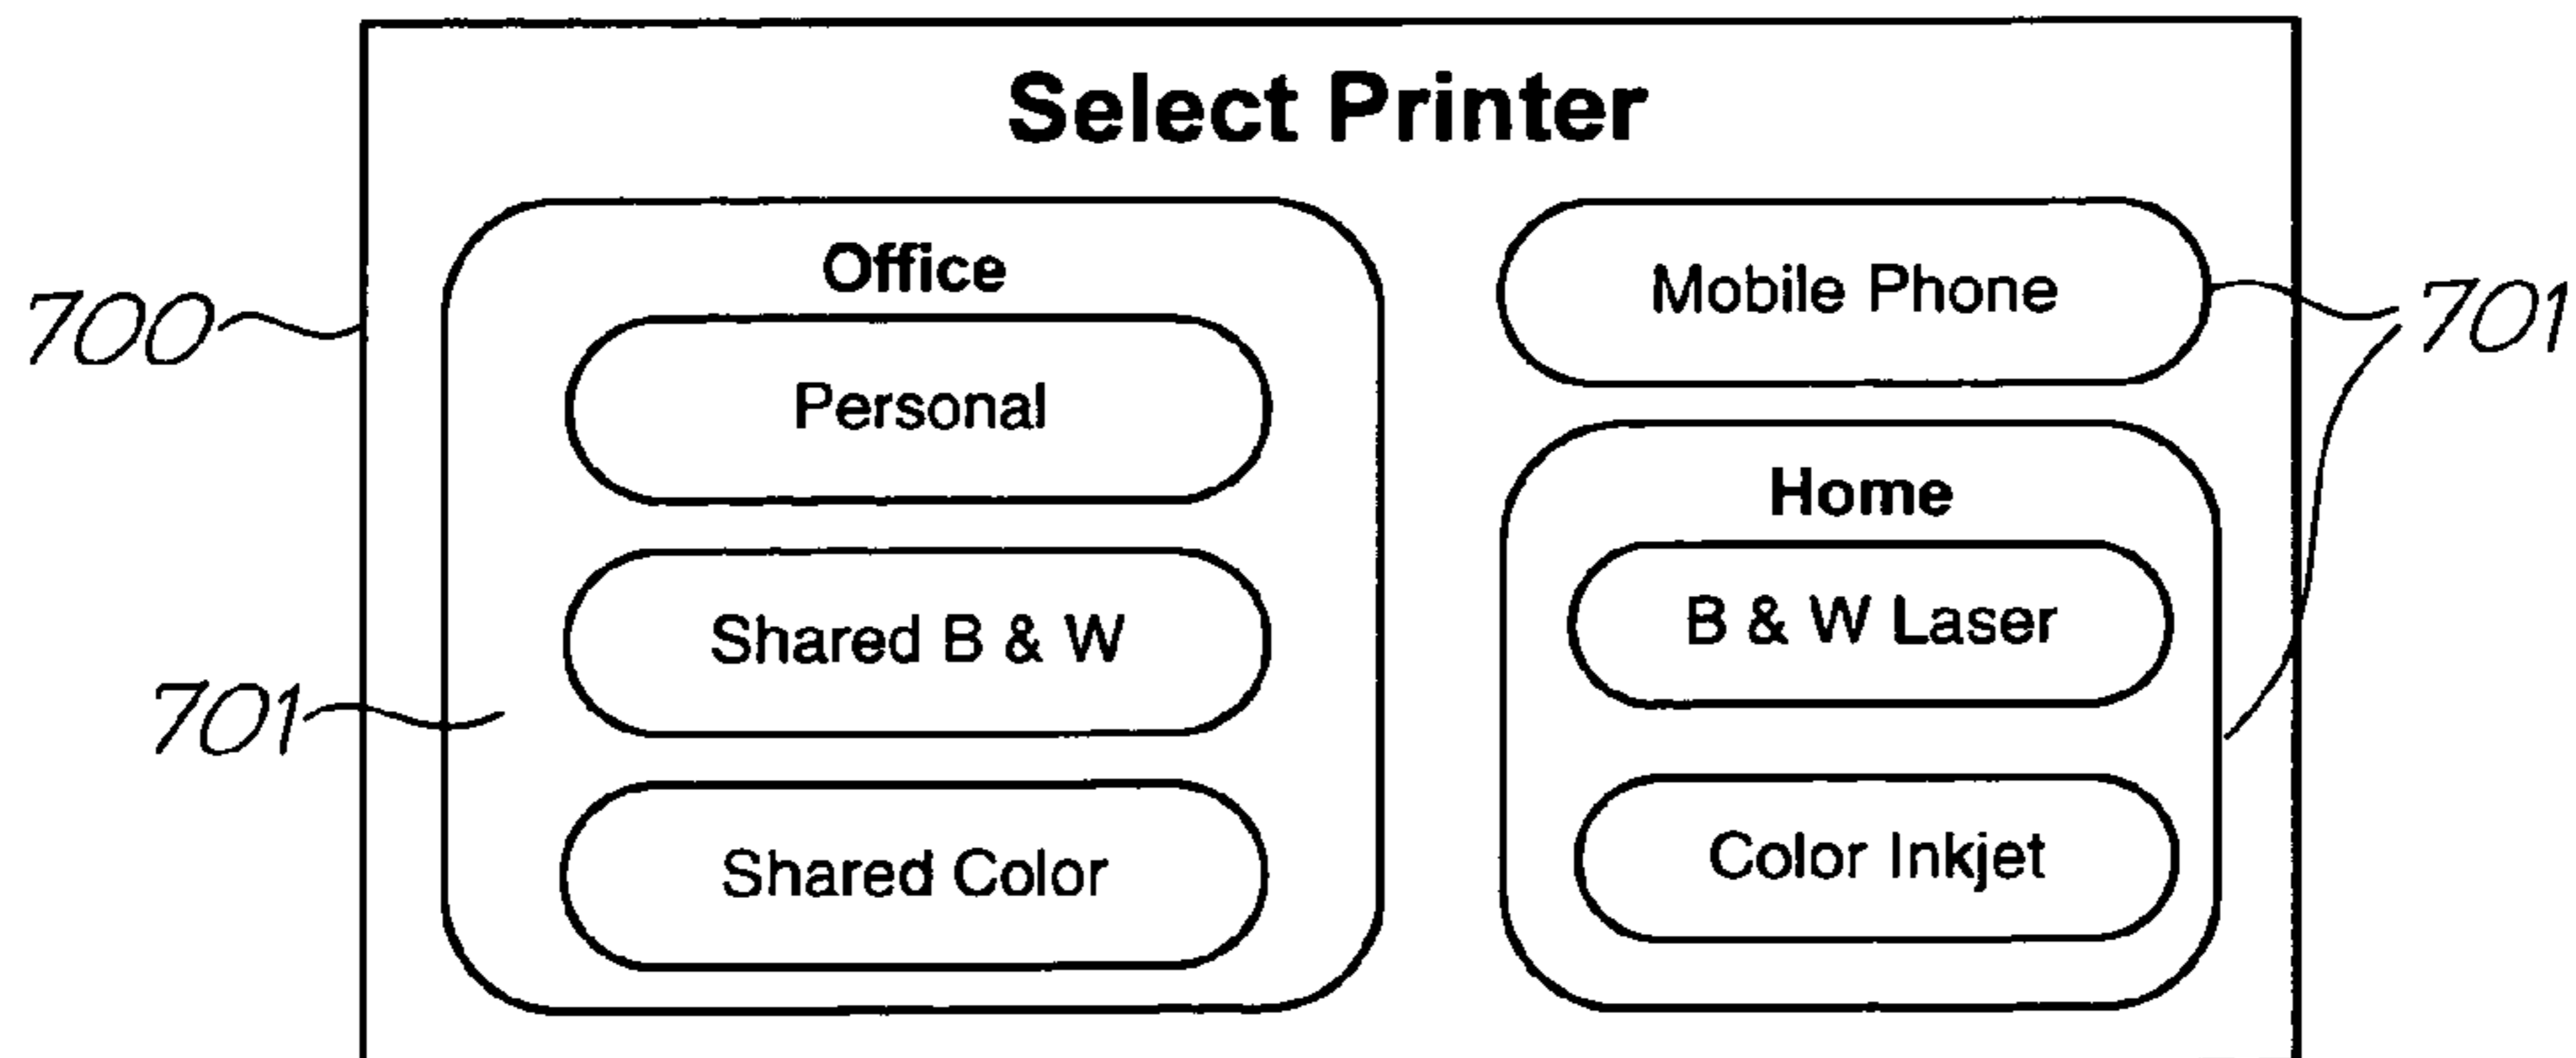 Select Printer
700
701
Office
Personal
Shared B & W
Shared Color
Mobile Phone
701
Home
B & W Laser
Color Inkjet